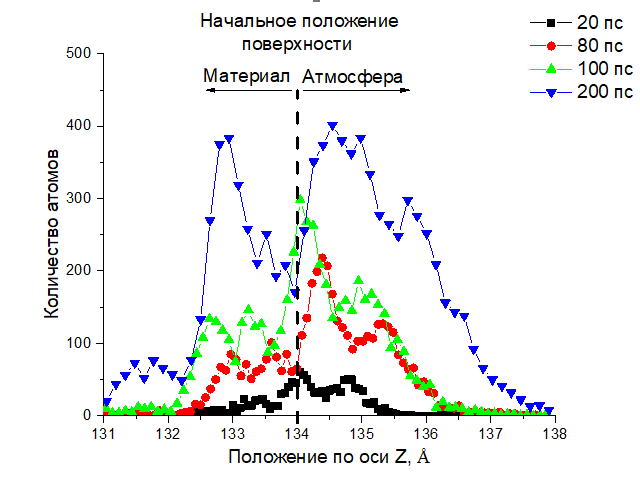 Начальное положение
поверхности
Материал
Атмосфера
20 пс
80 пс
100 пс
200 пс
Количество атомов
500
400
300
200
100
0
131 132 133 134 135 136 137 138
Положение по оси Z, Å